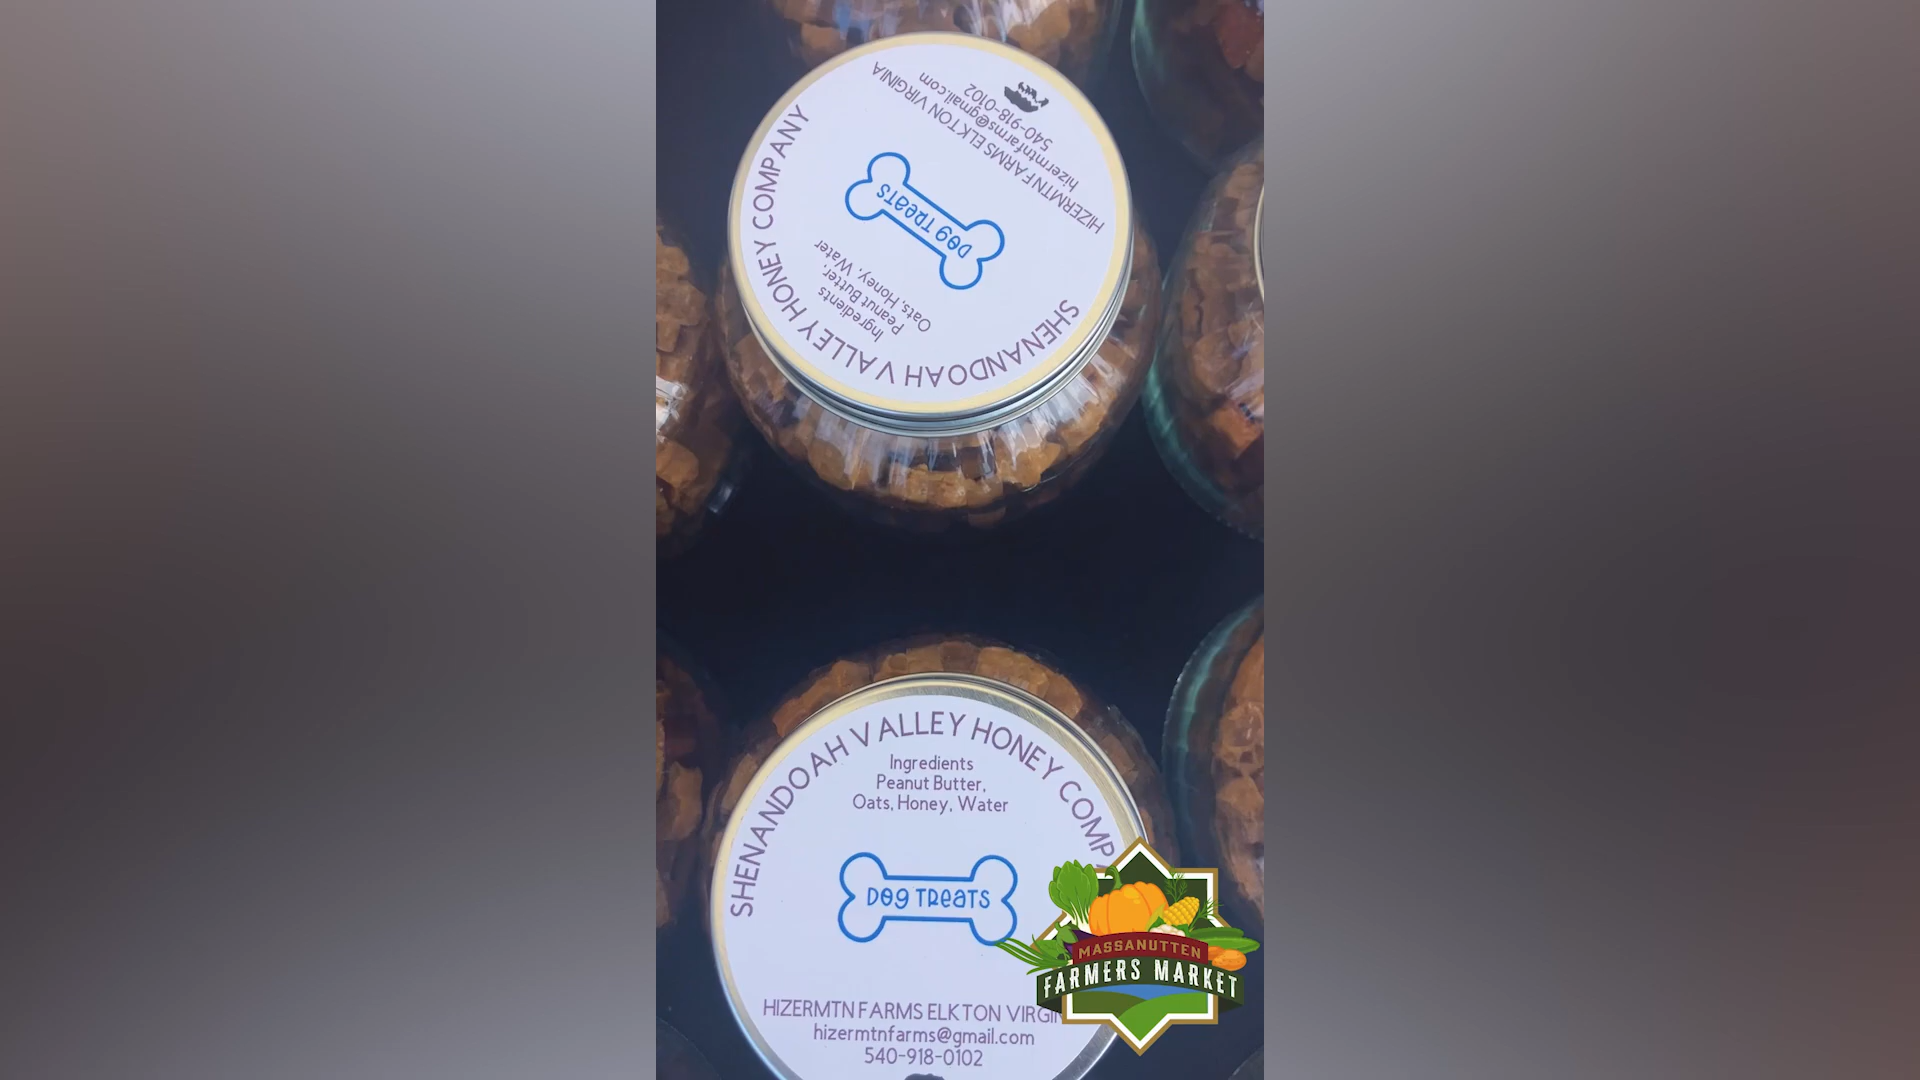 SHENANDOAH VALLEY HONEY COMPANY
Ingredients
Peanut Butter,
Oats, Honey, Water
DOG TREATS
HIZERMTN FARMS ELKTON VIRGINIA
hizermtnfarms@gmail.com
540-918-0102
SHENANDOAH VALLEY HONEY COMPA
Ingredients
Peanut Butter,
Oats, Honey, Water
DOG TREATS
HIZERMTN FARMS ELKTON VIRGIN
hizermtnfarms@gmail.com
540-918-0102
MASSANUTTEN
FARMERS MARKET